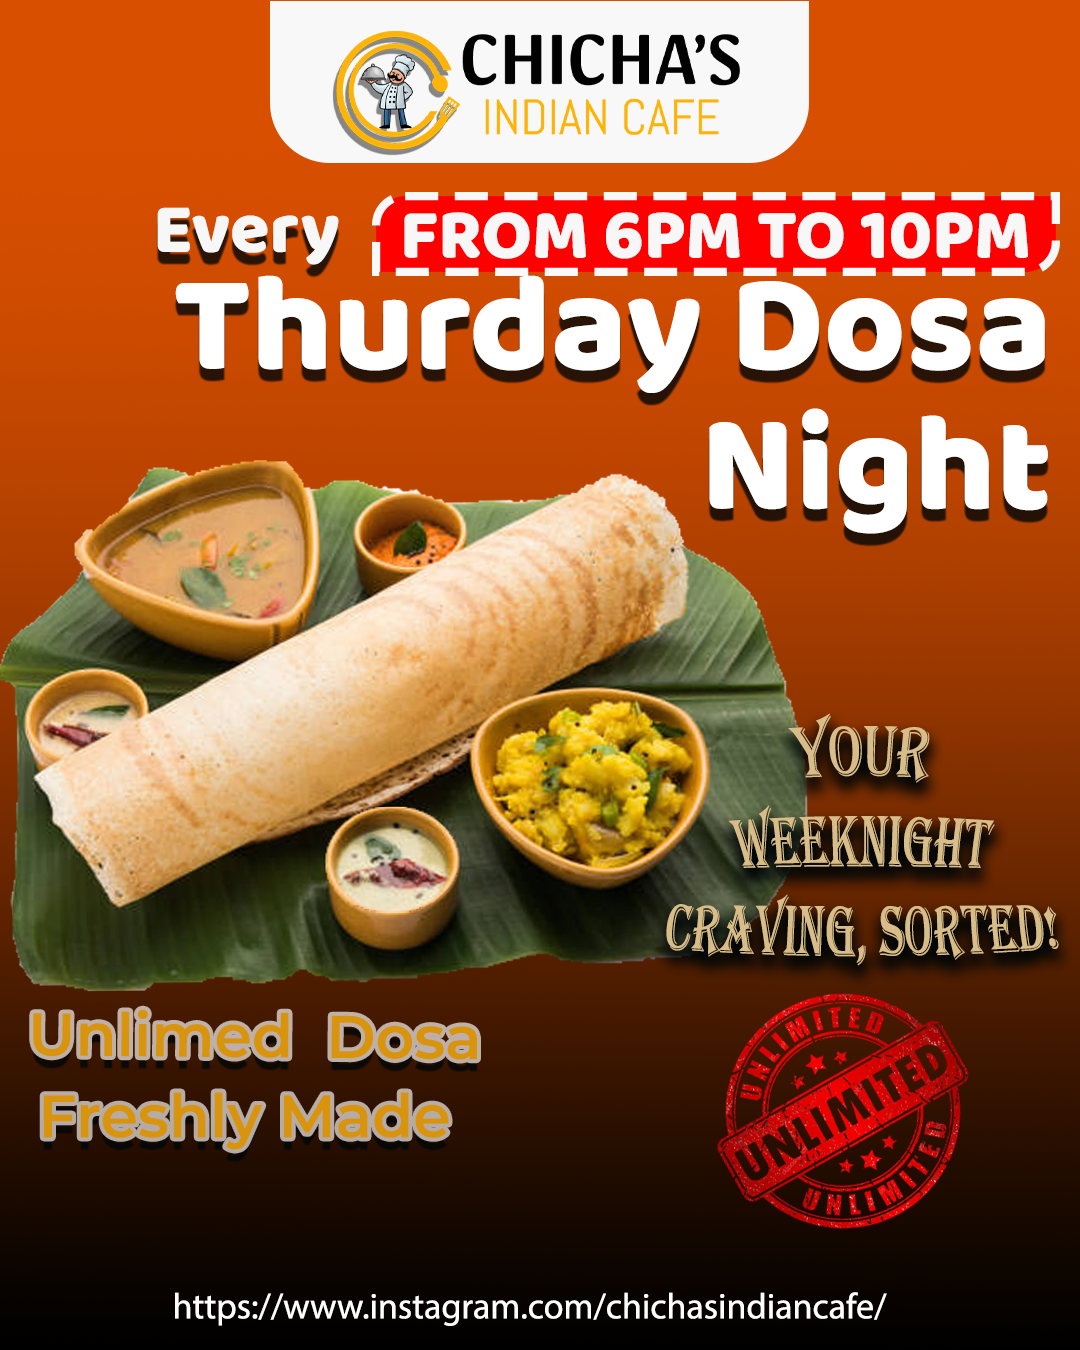 CHICHA'S
INDIAN CAFE
Every
FROM 6PM TO 10PM
Thurday Dosa
Night
YOUR
WEEKNIGHT
CRAVING, SORTED!
Unlimed Dosa
Freshly Made
UNLIMITED
UNLIMITED
UNLIMITED
https://www.instagram.com/chichasindiancafe/